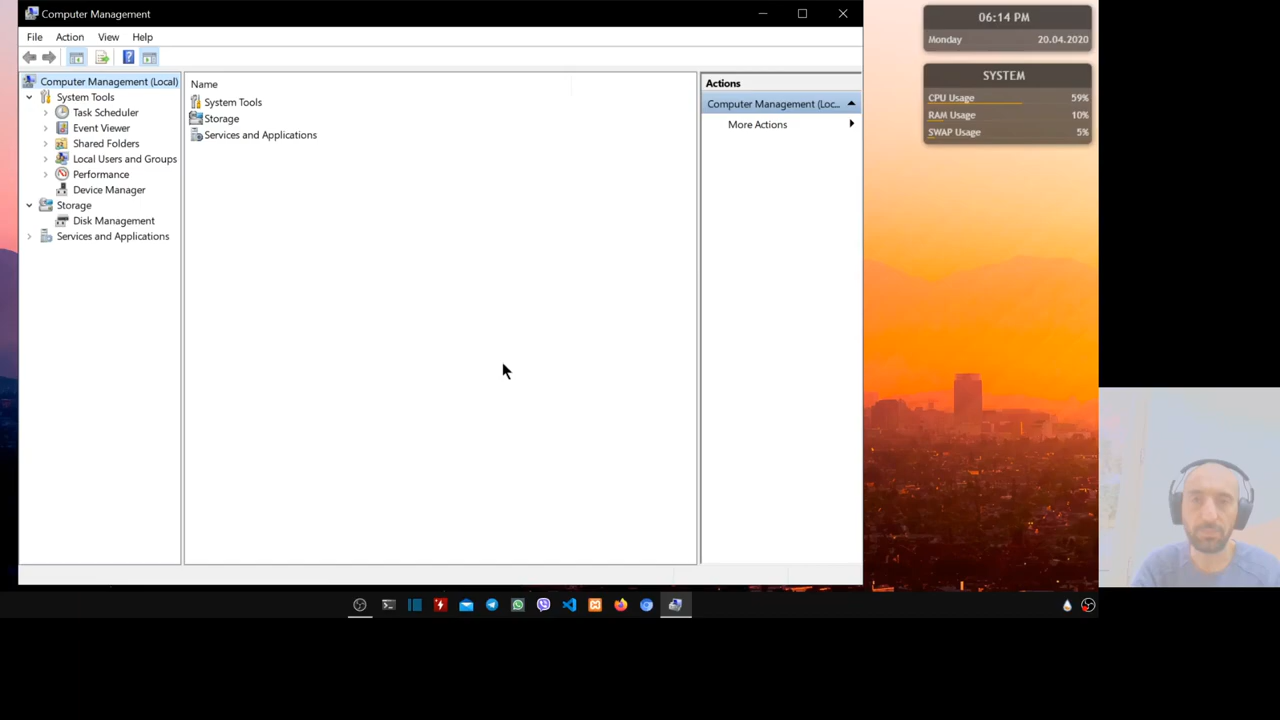 Computer Management
File Action View Help
Computer Management (Local)
System Tools
Task Scheduler
Event Viewer
Shared Folders
Local Users and Groups
Performance
Device Manager
Storage
Disk Management
Services and Applications
Name
System Tools
Storage
Services and Applications
Actions
Computer Management (Loc...
More Actions
06:14 PM
Monday 20.04.2020
SYSTEM
CPU Usage 59%
RAM Usage 10%
SWAP Usage 5%